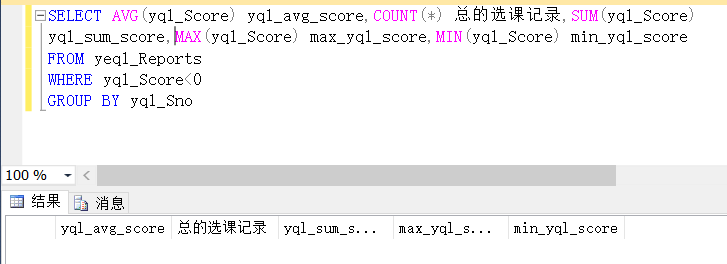 SELECT AVG(yql_Score) yql_avg_score,COUNT(*) 总的选课记录,SUM(yql_Score)
yql_sum_score,MAX(yql_Score) max_yql_score,MIN(yql_Score) min_yql_score
FROM yeql_Reports
WHERE yql_Score<0
GROUP BY yql_Sno
100 %
结果 消息
yql_avg_score 总的选课记录 yql_sum_s... max_yql_s... min_yql_score